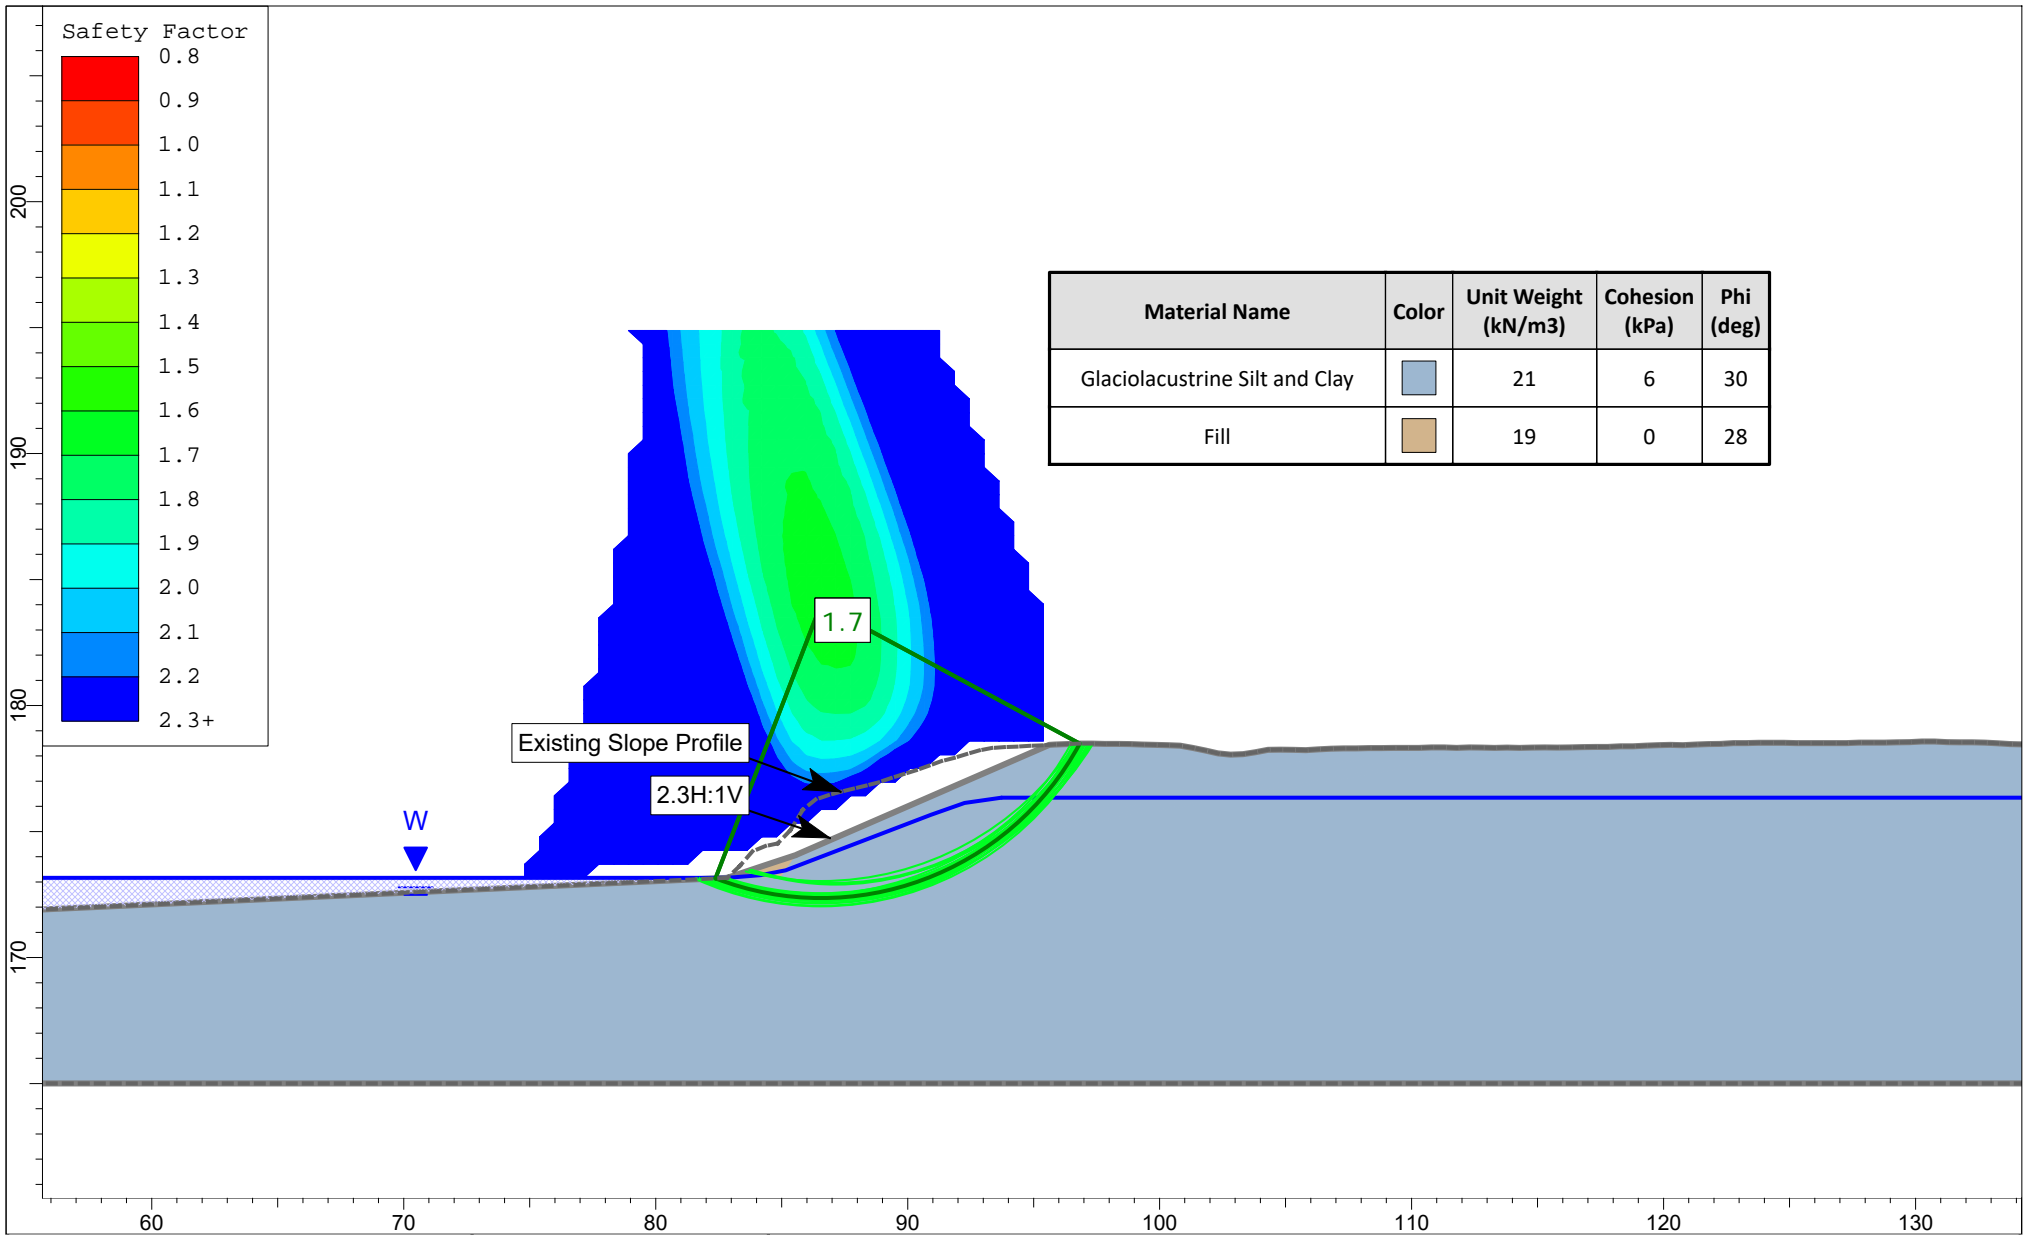 Safety Factor
0.8
0.9
1.0
1.1
1.2
1.3
1.4
1.5
1.6
1.7
1.8
1.9
2.0
2.1
2.2
2.3+
200
190
180
170
Material Name Color Unit Weight (kN/m3) Cohesion (kPa) Phi (deg)
Glaciolacustrine Silt and Clay 21 6 30
Fill 19 0 28
1.7
Existing Slope Profile
2.3H:1V
W
60 70 80 90 100 110 120 130